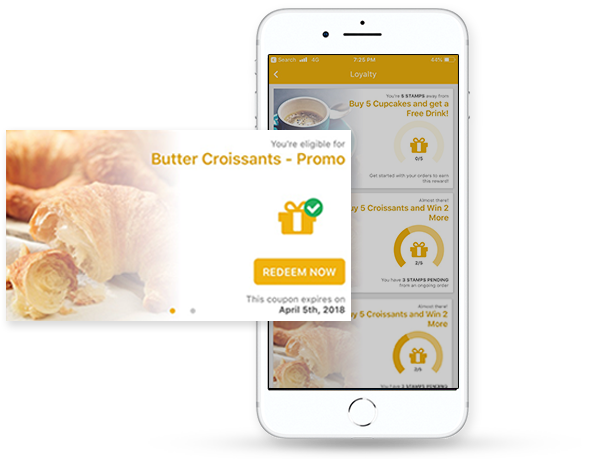 Search 4G 7:25 PM 44%
Loyalty
You're 5 STAMPS away from
Buy 5 Cupcakes and get a
Free Drink!
0/5
Get started with your orders to earn
this reward!
You're eligible for
Butter Croissants - Promo
REDEEM NOW
This coupon expires on
April 5th, 2018
Almost there!
uy 5 Croissants and Win 2
More
2/5
You have 3 STAMPS PENDING
from an ongoing order
Almost there!
Buy 5 Croissants and Win 2
More
2/5
You have 3 STAMPS PENDING